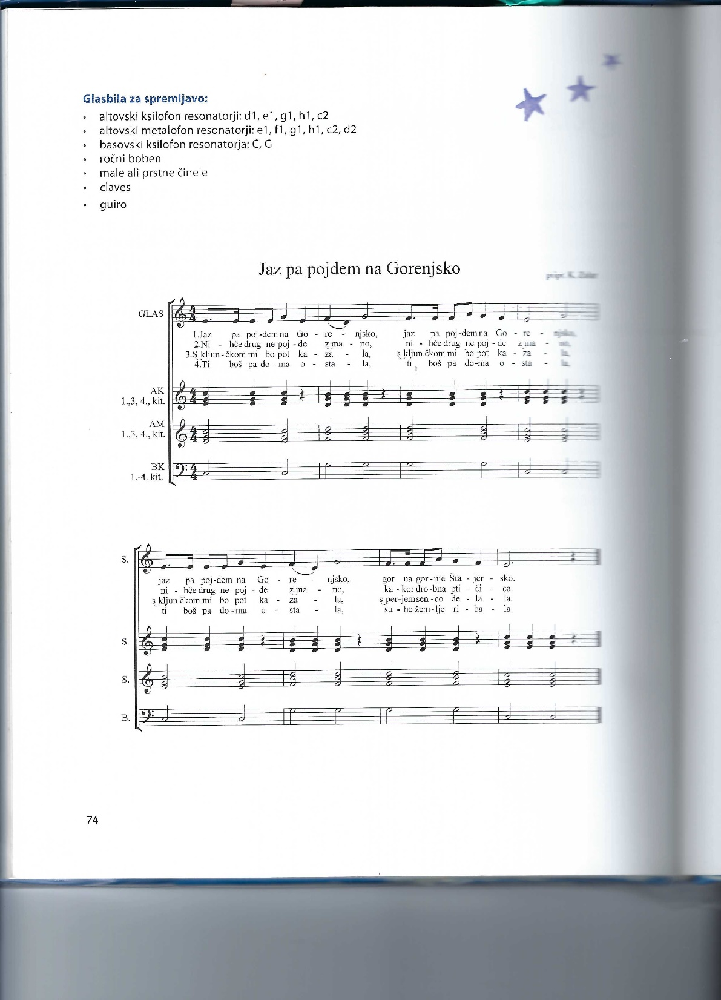 Glasbila za spremljavo:
• altovski ksilofon resonatorji: d1, e1, g1, h1, c2
• altovski metalofon resonatorji: e1, f1, g1, h1, c2, d2
• basovski ksilofon resonatorja: C, G
• ročni boben
• male ali prstne činele
• claves
• guiro
Jaz pa pojdem na Gorenjsko
prir. K.
GLAS
1.Jaz pa poj-dem na Go - re - njsko, jaz pa poj-dem na Go - re - njsko,
2.Ni - hče drug ne poj - de z ma - no, ni - hče drug ne poj - de z ma - no,
3.S kljun-čkom mi bo pot ka - za - la, s kljun-čkom mi bo pot ka - za - la,
4.Ti boš pa do - ma o - sta - la, ti boš pa do-ma o - sta - la,
AK
1.,3, 4., kit.
AM
1.,3, 4., kit.
BK
1.-4. kit.
S.
jaz pa poj-dem na Go - re - njsko, gor na gor-nje Šta - jer - sko.
ni - hče drug ne poj - de z ma - no, ka - kor dro-bna pti - či - ca.
s kljun-čkom mi bo pot ka - za - la, s per-jem sen-co de - la - la.
ti boš pa do-ma o - sta - la, su - he žem-lje ri - ba - la.
S.
S.
B.
74